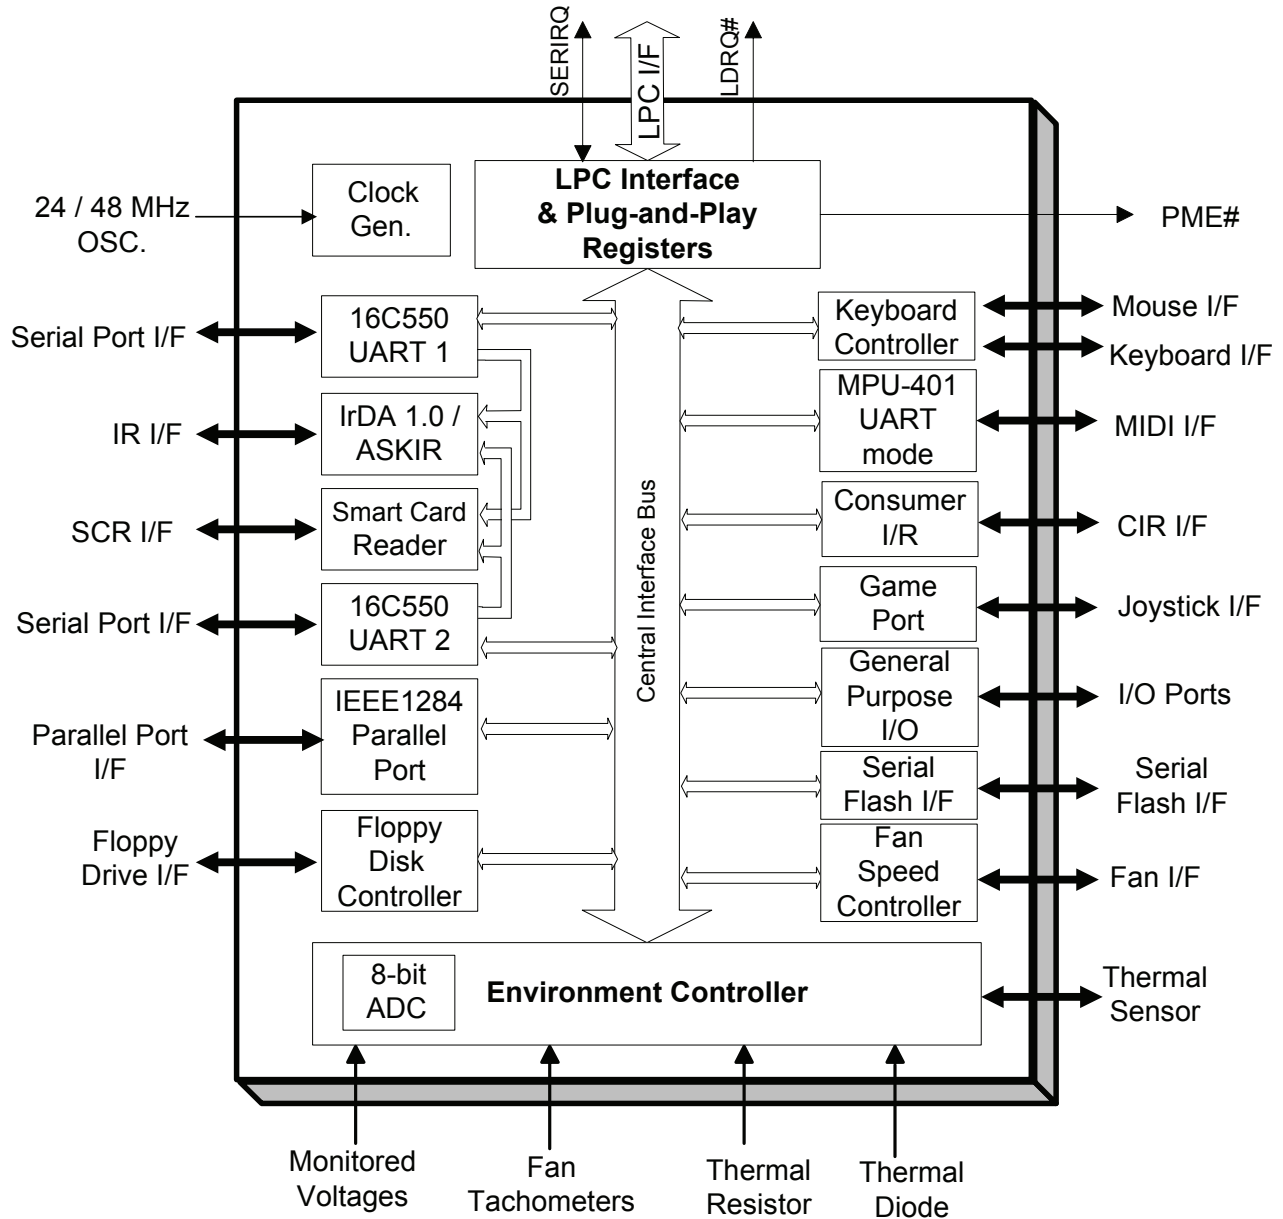 SERIRQ
LPC I/F
LDRQ#
24 / 48 MHz
OSC.
Clock
Gen.
LPC Interface
& Plug-and-Play
Registers
PME#
Serial Port I/F
16C550
UART 1
Keyboard
Controller
Mouse I/F
Keyboard I/F
IR I/F
IrDA 1.0 /
ASKIR
MPU-401
UART
mode
MIDI I/F
SCR I/F
Smart Card
Reader
Central Interface Bus
Consumer
I/R
CIR I/F
Serial Port I/F
16C550
UART 2
Game
Port
Joystick I/F
Parallel Port
I/F
IEEE1284
Parallel
Port
General
Purpose
I/O
I/O Ports
Serial
Flash I/F
Serial
Flash I/F
Floppy
Drive I/F
Floppy
Disk
Controller
Fan
Speed
Controller
Fan I/F
8-bit
ADC
Environment Controller
Thermal
Sensor
Monitored
Voltages
Fan
Tachometers
Thermal
Resistor
Thermal
Diode